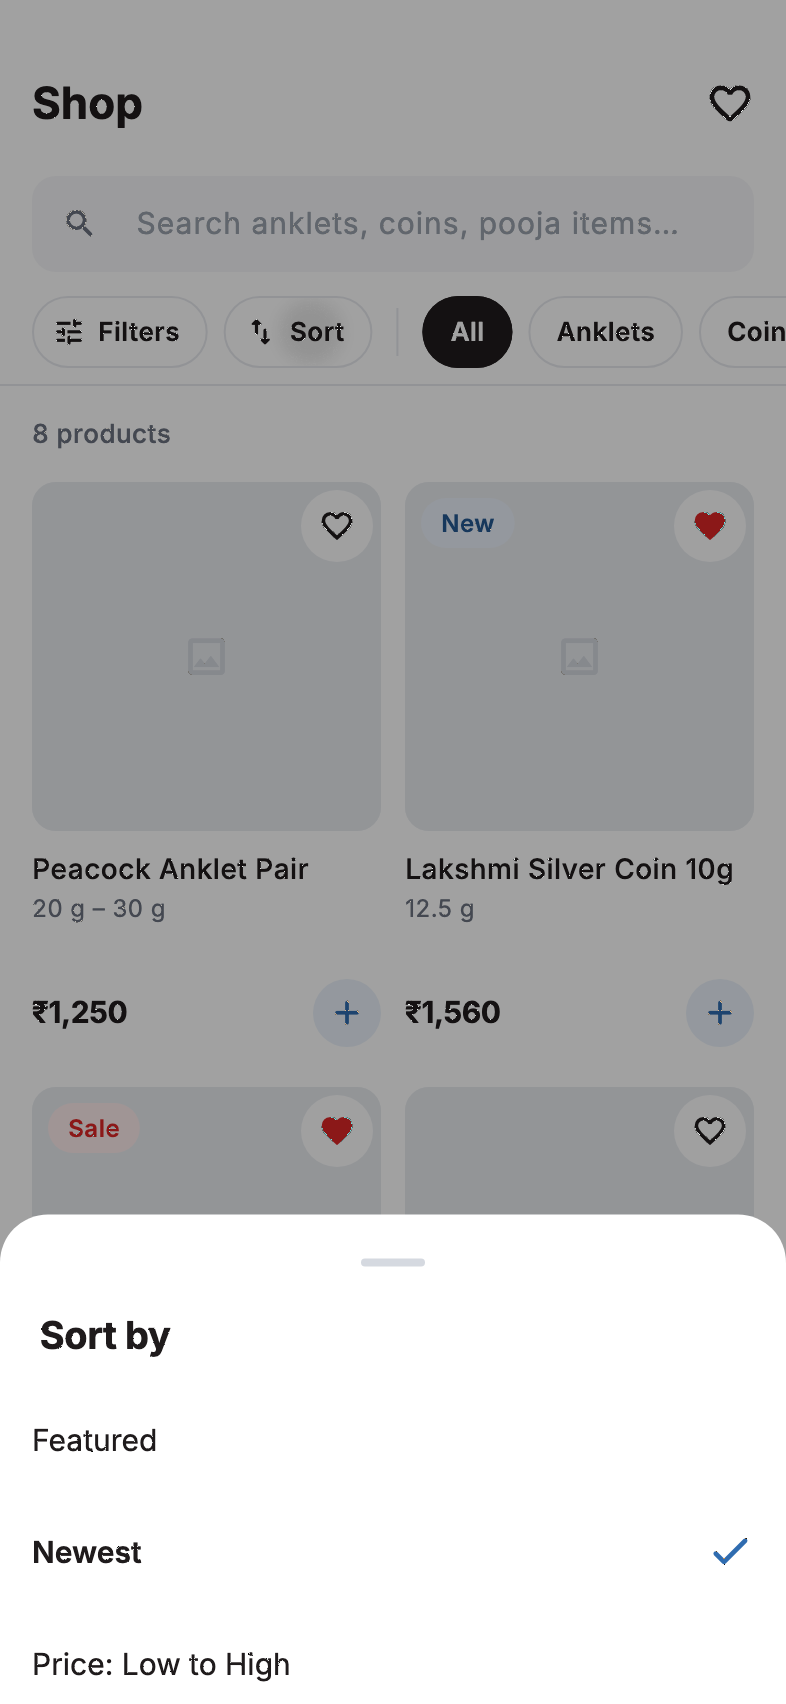 Shop
Search anklets, coins, pooja items...
Filters Sort All Anklets Coin
8 products
New
Peacock Anklet Pair Lakshmi Silver Coin 10g
20 g – 30 g 12.5 g
₹1,250 ₹1,560
Sale
Sort by
Featured
Newest
Price: Low to High